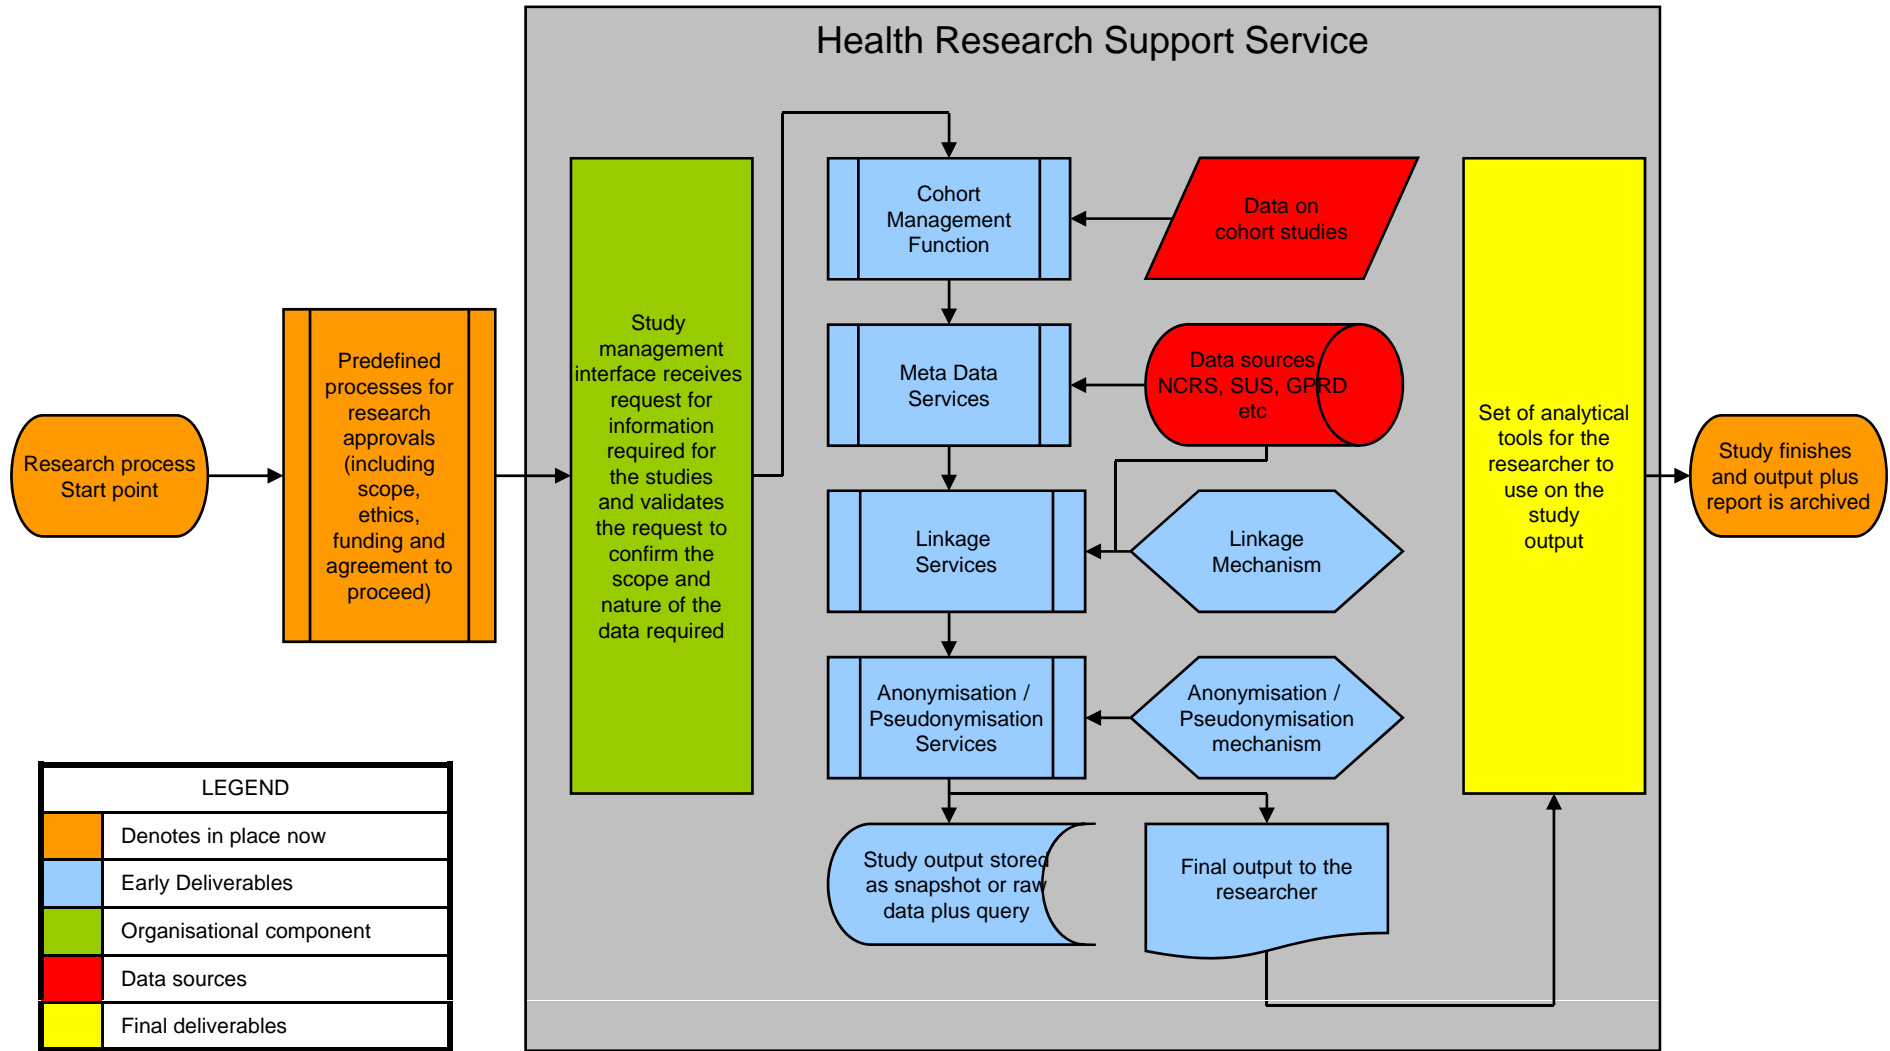 Health Research Support Service
Research process
Start point
Predefined
processes for
research
approvals
(including
scope,
ethics,
funding and
agreement to
proceed)
Study
management
interface receives
request for
information
required for
the studies
and validates
the request to
confirm the
scope and
nature of the
data required
Cohort
Management
Function
Data on
cohort studies
Meta Data
Services
Data sources
NCRS, SUS, GPRD
etc
Linkage
Services
Linkage
Mechanism
Anonymisation /
Pseudonymisation
Services
Anonymisation /
Pseudonymisation
mechanism
Study output stored
as snapshot or raw
data plus query
Final output to the
researcher
Set of analytical
tools for the
researcher to
use on the
study
output
Study finishes
and output plus
report is archived
LEGEND
Denotes in place now
Early Deliverables
Organisational component
Data sources
Final deliverables